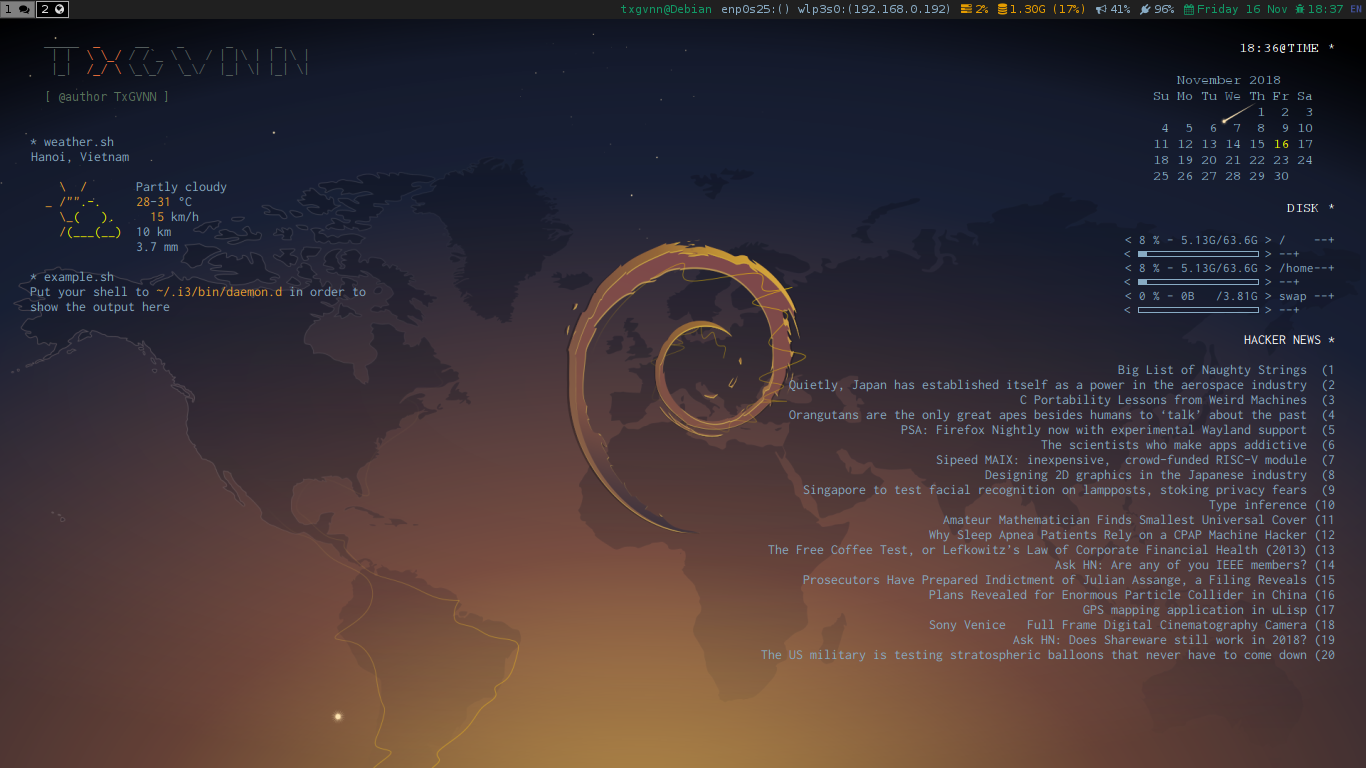 1 2 txgvnn@Debian enp0s25:() wlp3s0:(192.168.0.192) 2% 1.30G (17%) 41% 96% Friday 16 Nov 18:37 EN
[ @author TxGVNN ]
* weather.sh
Hanoi, Vietnam
Partly cloudy
28-31 °C
15 km/h
10 km
3.7 mm
* example.sh
Put your shell to ~/.i3/bin/daemon.d in order to
show the output here
18:36@TIME *
November 2018
Su Mo Tu We Th Fr Sa
1 2 3
4 5 6 7 8 9 10
11 12 13 14 15 16 17
18 19 20 21 22 23 24
25 26 27 28 29 30
DISK *
< 8 % - 5.13G/63.6G > / --+
< > --+
< 8 % - 5.13G/63.6G > /home--+
< > --+
< 0 % - 0B /3.81G > swap --+
< > --+
HACKER NEWS *
Big List of Naughty Strings (1
Quietly, Japan has established itself as a power in the aerospace industry (2
C Portability Lessons from Weird Machines (3
Orangutans are the only great apes besides humans to ‘talk’ about the past (4
PSA: Firefox Nightly now with experimental Wayland support (5
The scientists who make apps addictive (6
Sipeed MAIX: inexpensive, crowd-funded RISC-V module (7
Designing 2D graphics in the Japanese industry (8
Singapore to test facial recognition on lampposts, stoking privacy fears (9
Type inference (10
Amateur Mathematician Finds Smallest Universal Cover (11
Why Sleep Apnea Patients Rely on a CPAP Machine Hacker (12
The Free Coffee Test, or Lefkowitz’s Law of Corporate Financial Health (2013) (13
Ask HN: Are any of you IEEE members? (14
Prosecutors Have Prepared Indictment of Julian Assange, a Filing Reveals (15
Plans Revealed for Enormous Particle Collider in China (16
GPS mapping application in uLisp (17
Sony Venice Full Frame Digital Cinematography Camera (18
Ask HN: Does Shareware still work in 2018? (19
The US military is testing stratospheric balloons that never have to come down (20